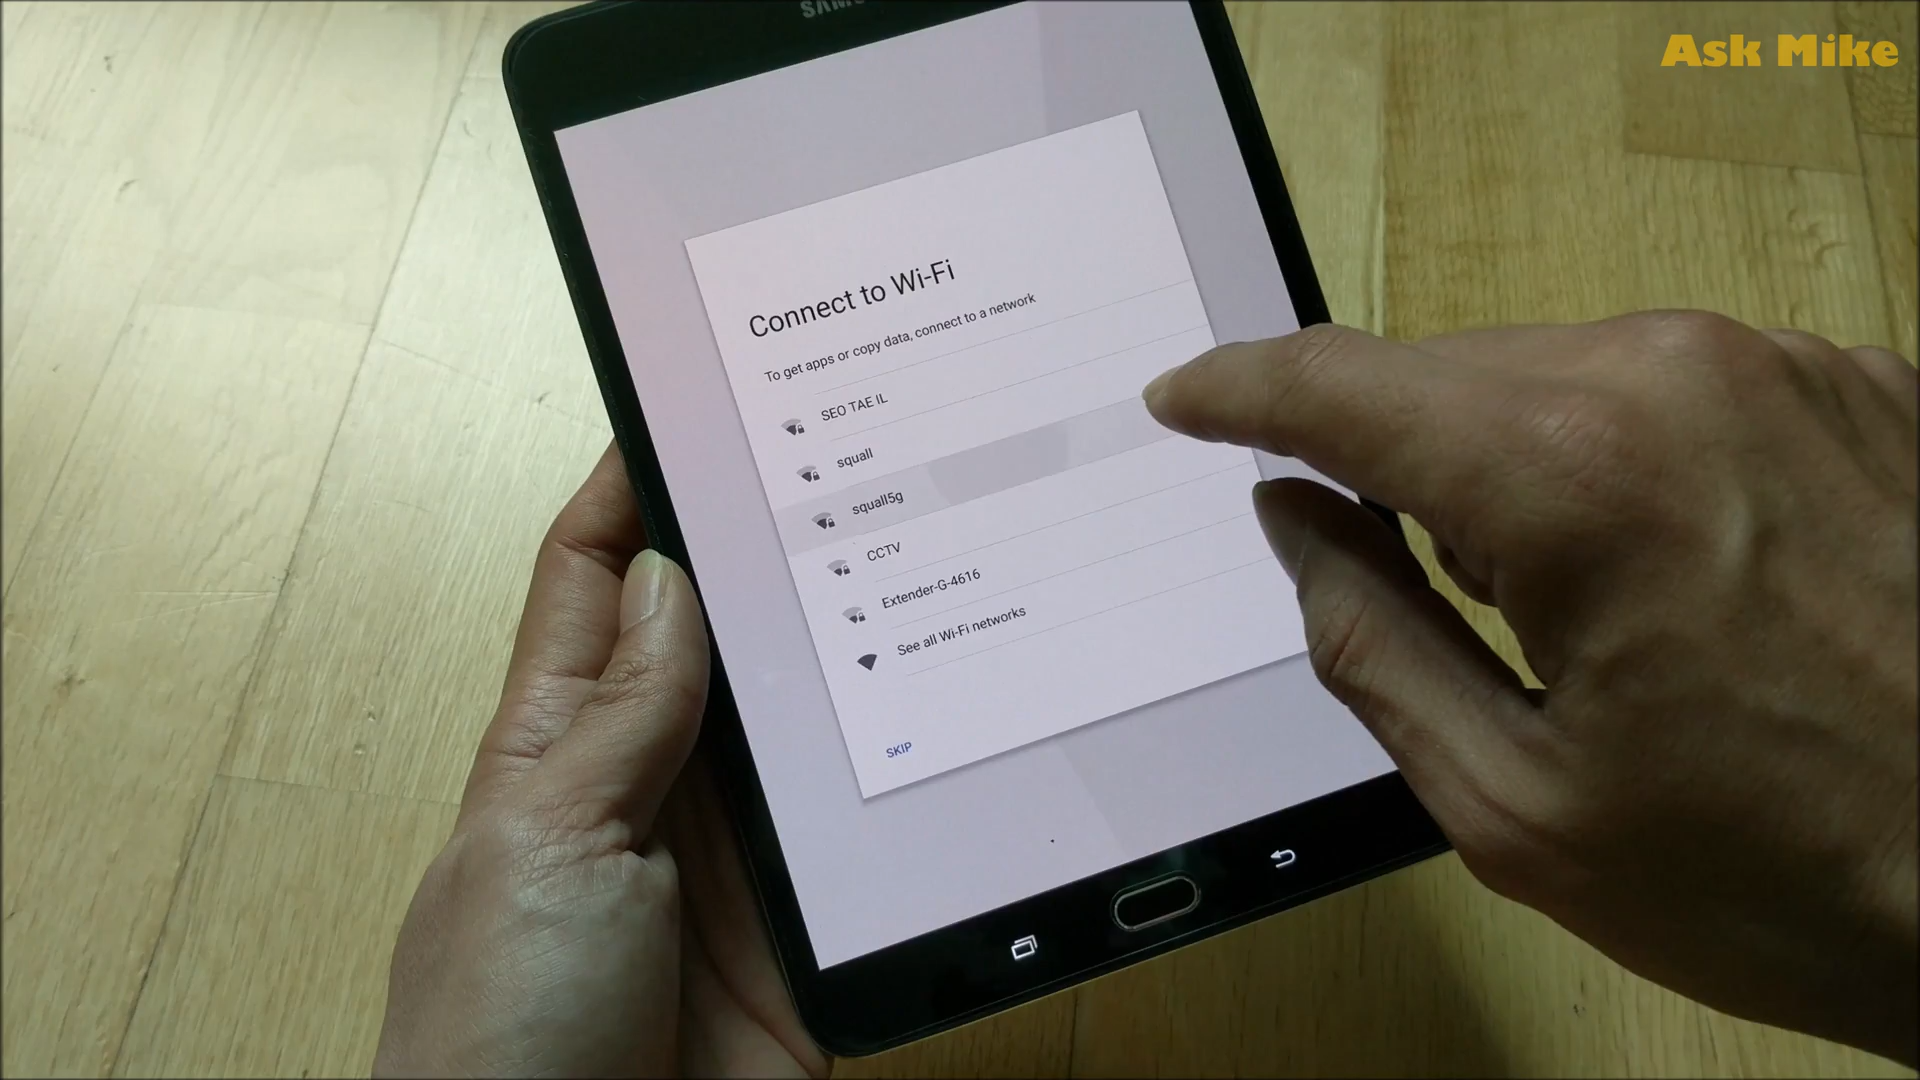 Ask Mike
Connect to Wi-Fi
To get apps or copy data, connect to a network
SEO TAE IL
squall
squall5g
CCTV
Extender-G-4616
See all Wi-Fi networks
SKIP